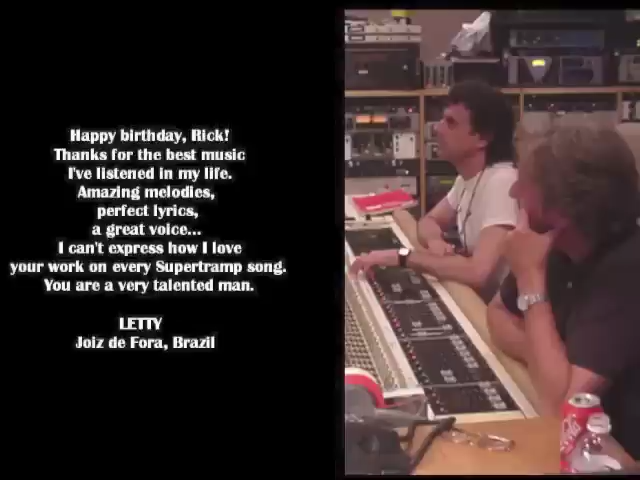 Happy birthday, Rick!
Thanks for the best music
I've listened in my life.
Amazing melodies,
perfect lyrics,
a great voice...
I can't express how I love
your work on every Supertramp song.
You are a very talented man.
LETTY
Joiz de Fora, Brazil